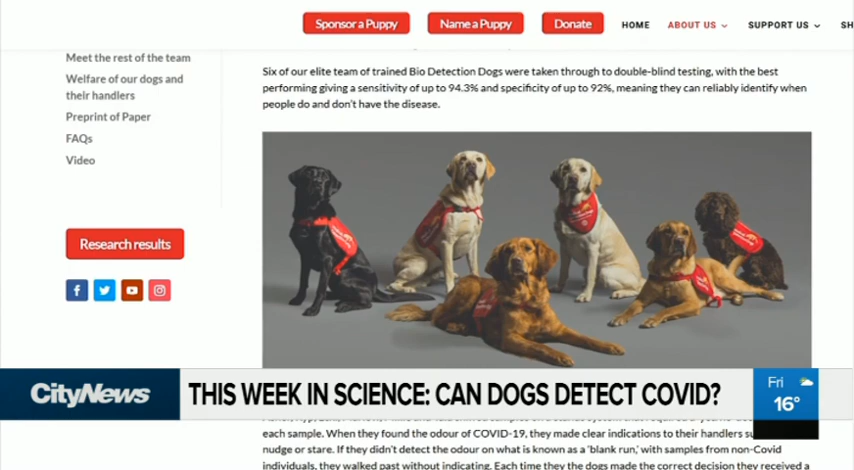 Sponsor a Puppy
Name a Puppy
Donate
HOME
ABOUT US
SUPPORT US
SH
Meet the rest of the team
Welfare of our dogs and
their handlers
Preprint of Paper
FAQs
Video
Research results
Six of our elite team of trained Bio Detection Dogs were taken through to double-blind testing, with the best
performing giving a sensitivity of up to 94.3% and specificity of up to 92%, meaning they can reliably identify when
people do and don't have the disease.
CityNews
THIS WEEK IN SCIENCE: CAN DOGS DETECT COVID?
Fri
16°
each sample. When they found the odour of COVID-19, they made clear indications to their handlers su
nudge or stare. If they didn't detect the odour on what is known as a 'blank run,' with samples from non-Covid
individuals, they walked past without indicating. Each time they the dogs made the correct decision they received a